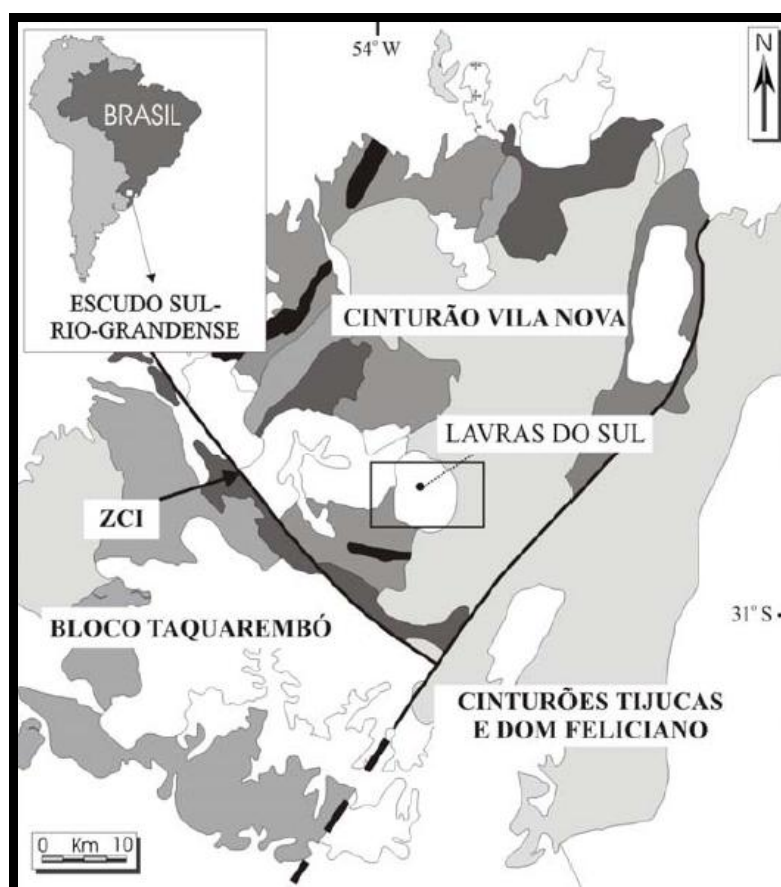 54° W
N
BRASIL
ESCUDO SUL-
RIO-GRANDENSE
CINTURÃO VILA NOVA
LAVRAS DO SUL
ZCI
31° S
BLOCO TAQUAREMBÓ
CINTURÕES TIJUCAS
E DOM FELICIANO
0 Km 10